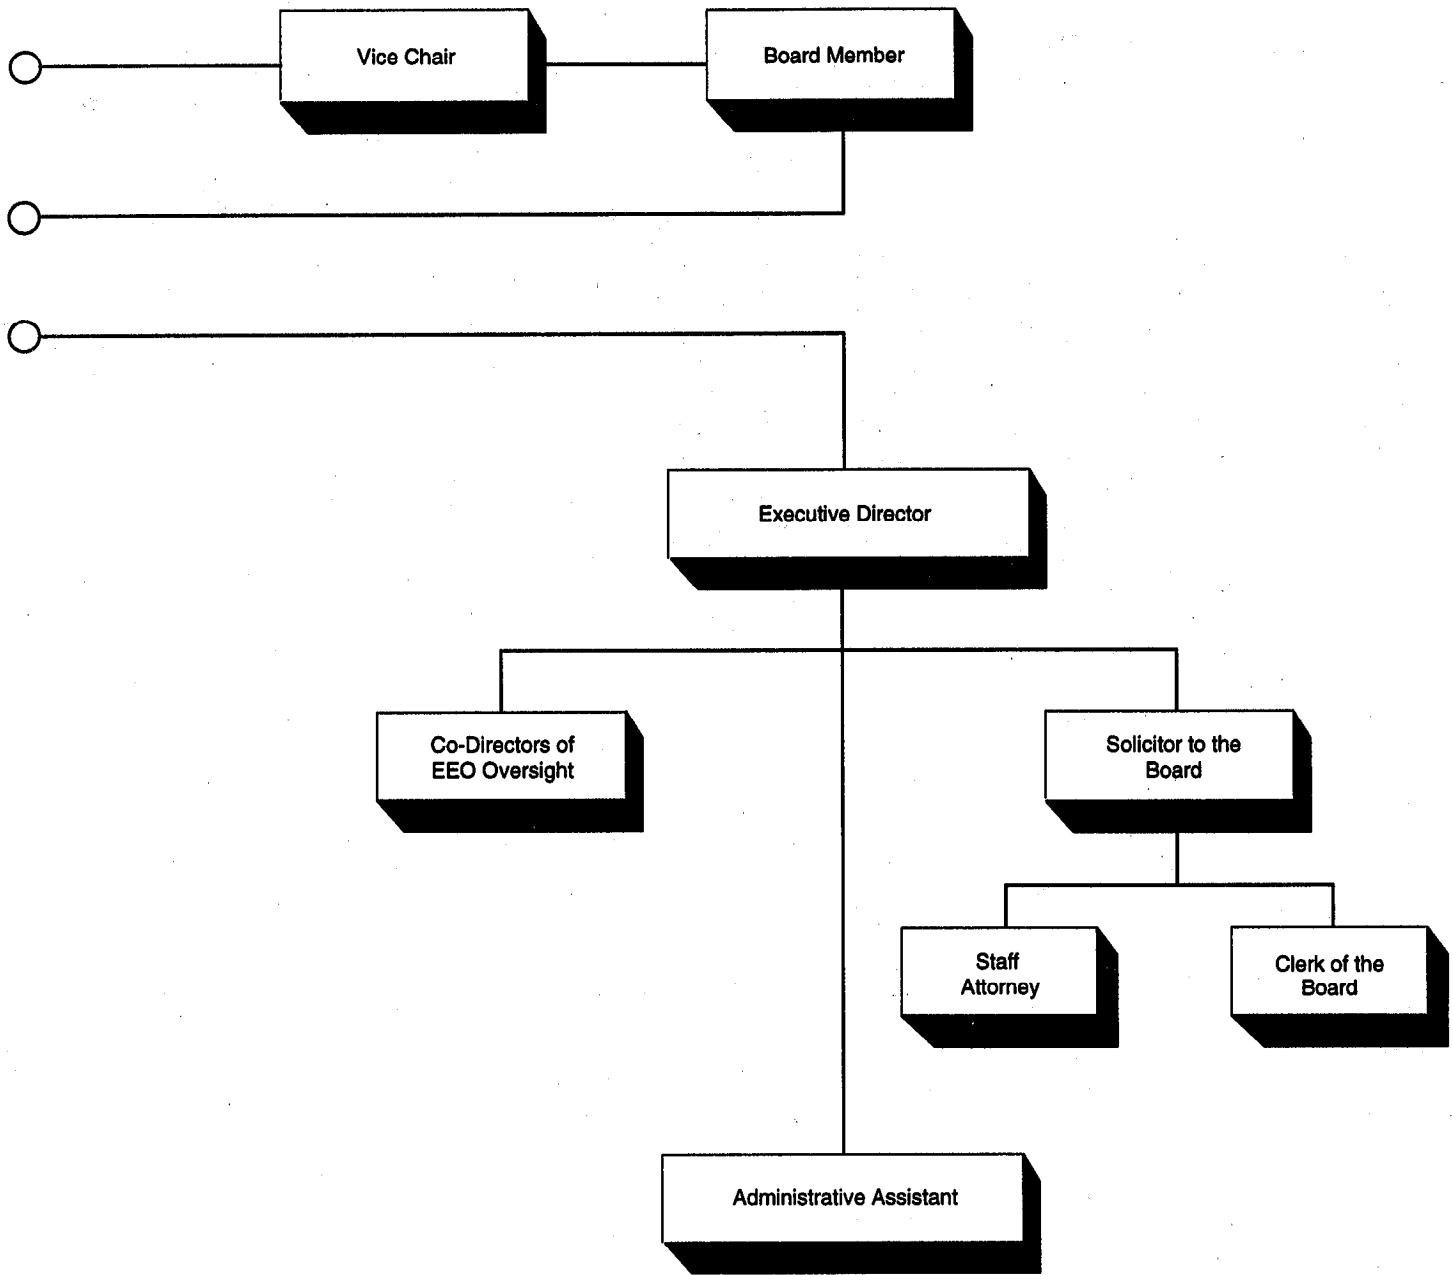 Vice Chair
Board Member
Executive Director
Co-Directors of
EEO Oversight
Solicitor to the
Board
Staff
Attorney
Clerk of the
Board
Administrative Assistant